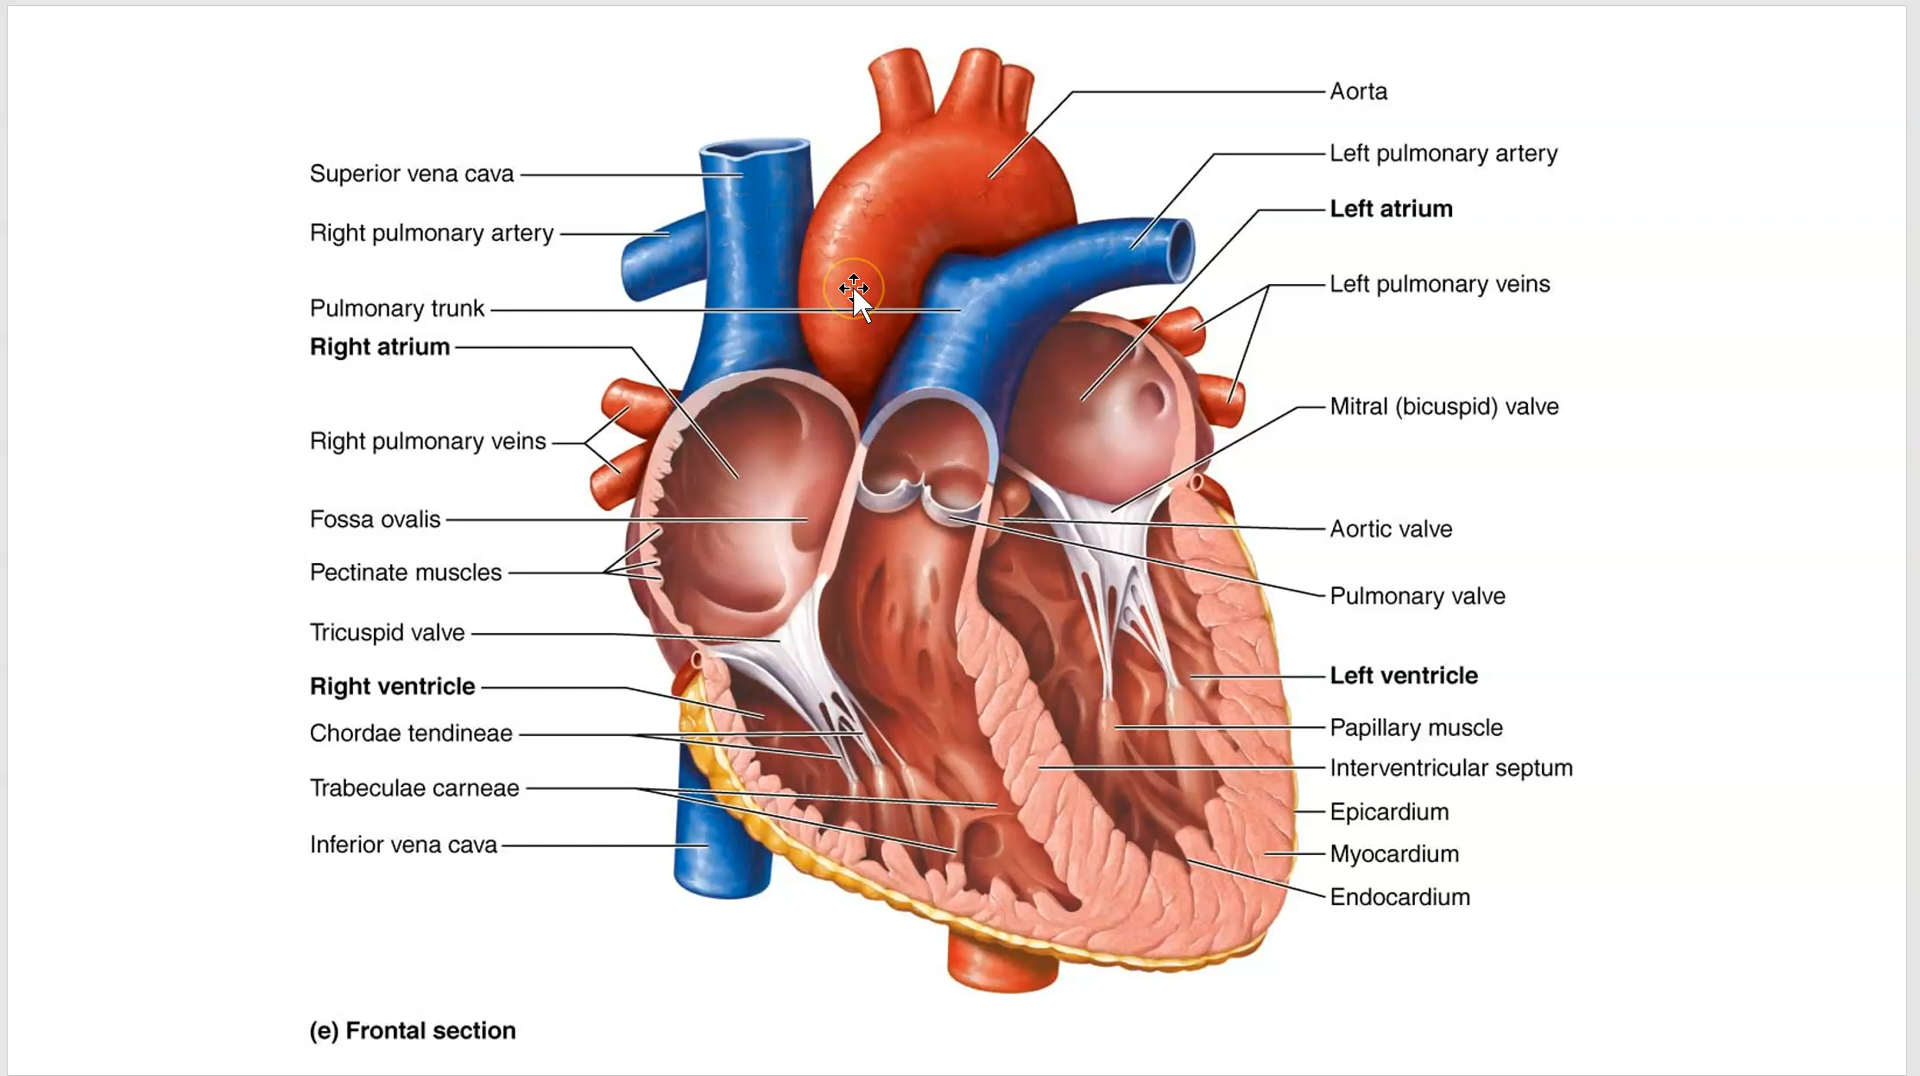 Superior vena cava
Right pulmonary artery
Pulmonary trunk
Right atrium
Right pulmonary veins
Fossa ovalis
Pectinate muscles
Tricuspid valve
Right ventricle
Chordae tendineae
Trabeculae carneae
Inferior vena cava
Aorta
Left pulmonary artery
Left atrium
Left pulmonary veins
Mitral (bicuspid) valve
Aortic valve
Pulmonary valve
Left ventricle
Papillary muscle
Interventricular septum
Epicardium
Myocardium
Endocardium
(e) Frontal section